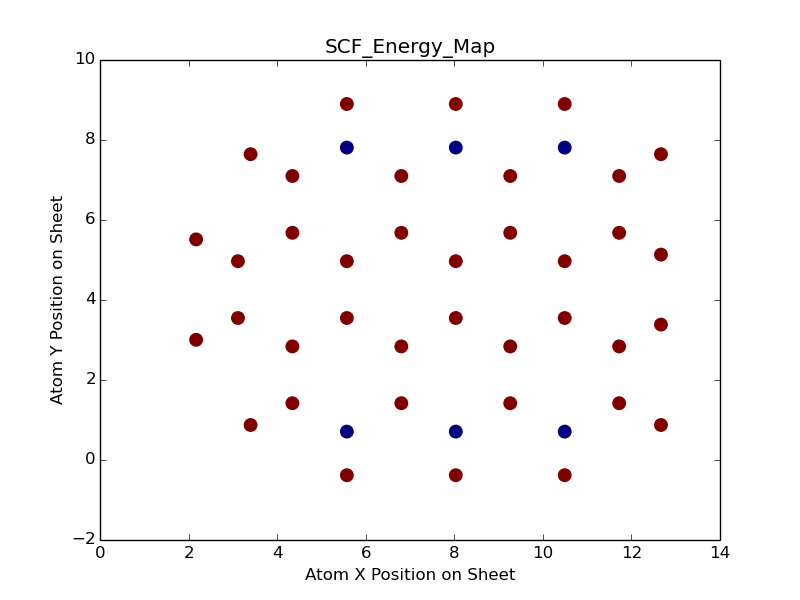 SCF_Energy_Map
10
8
6
4
2
0
−2
Atom Y Position on Sheet
0 2 4 6 8 10 12 14
Atom X Position on Sheet